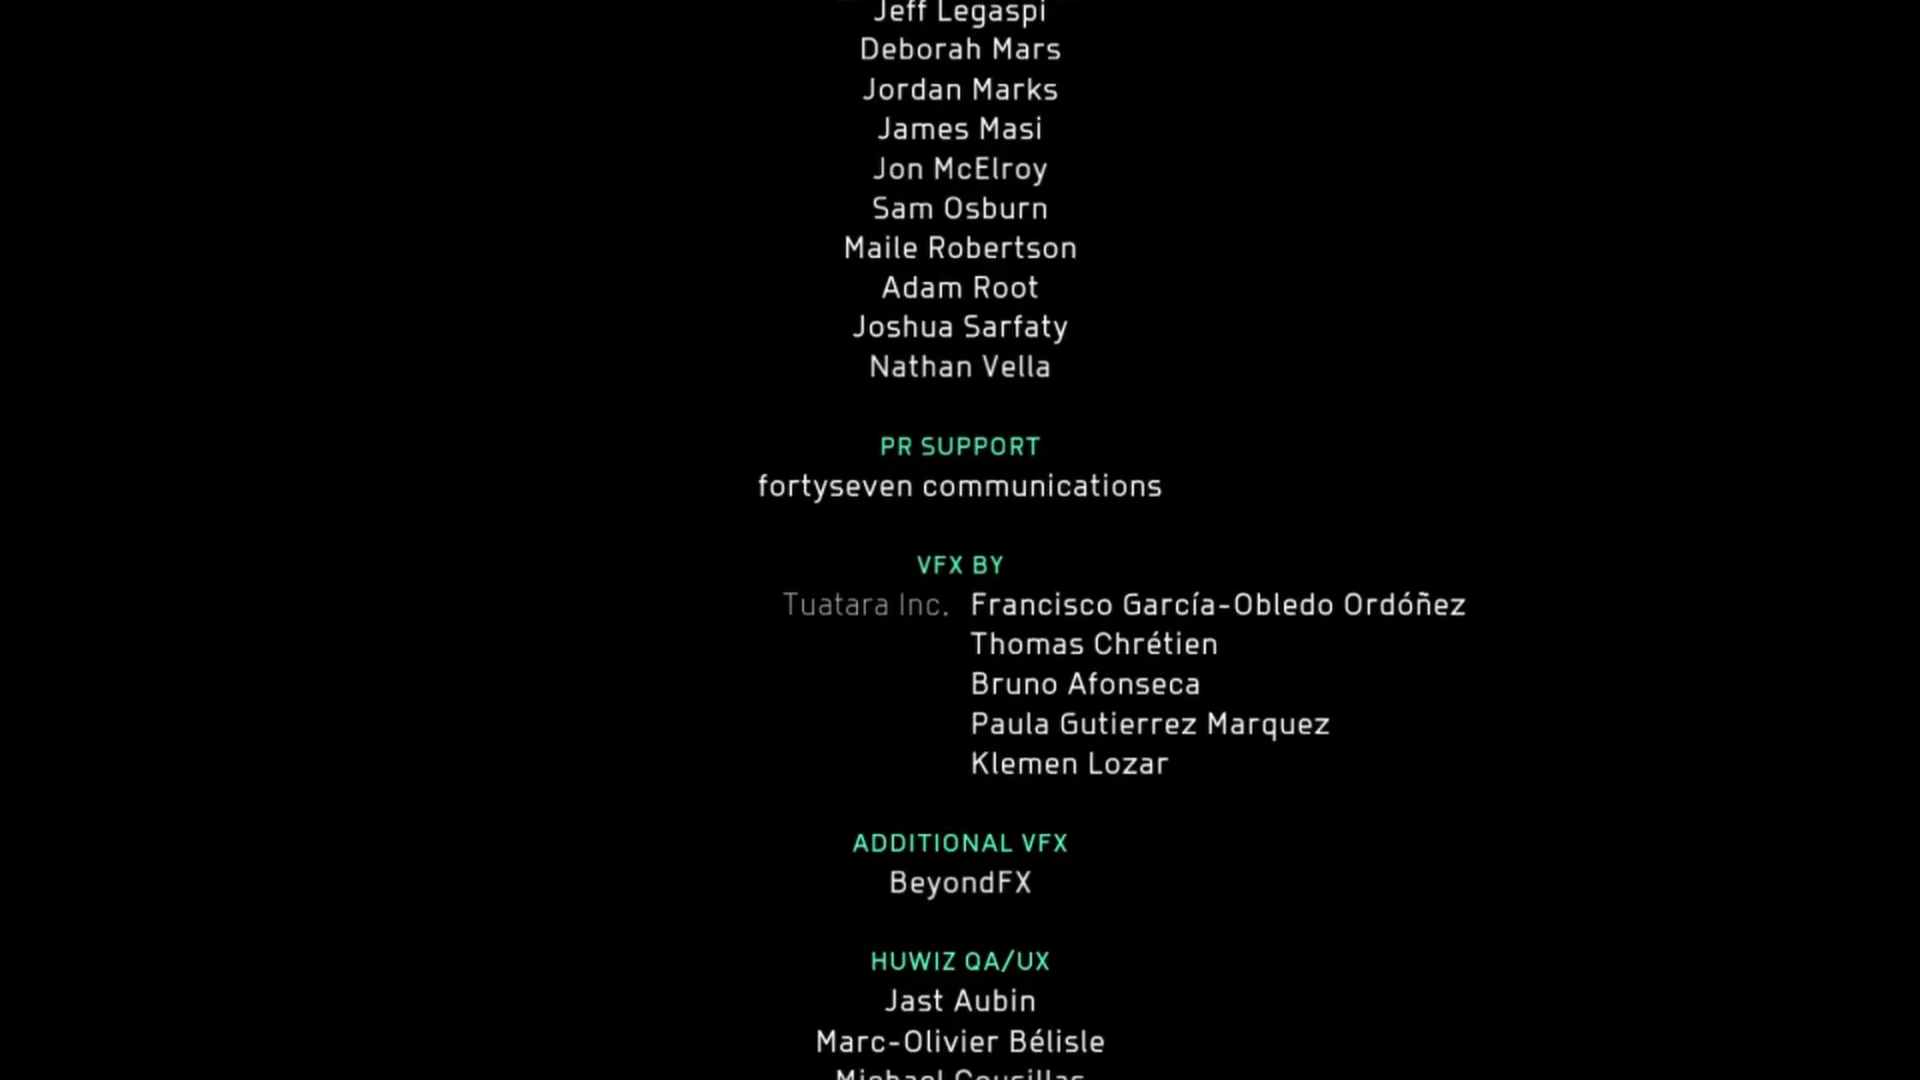 Jeff Legaspi
Deborah Mars
Jordan Marks
James Masi
Jon McElroy
Sam Osburn
Maile Robertson
Adam Root
Joshua Sarfaty
Nathan Vella
PR SUPPORT
fortyseven communications
VFX BY
Tuatara Inc. Francisco García-Obledo Ordóñez
Thomas Chrétien
Bruno Afonseca
Paula Gutierrez Marquez
Klemen Lozar
ADDITIONAL VFX
BeyondFX
HUWIZ QA/UX
Jast Aubin
Marc-Olivier Bélisle
Michael